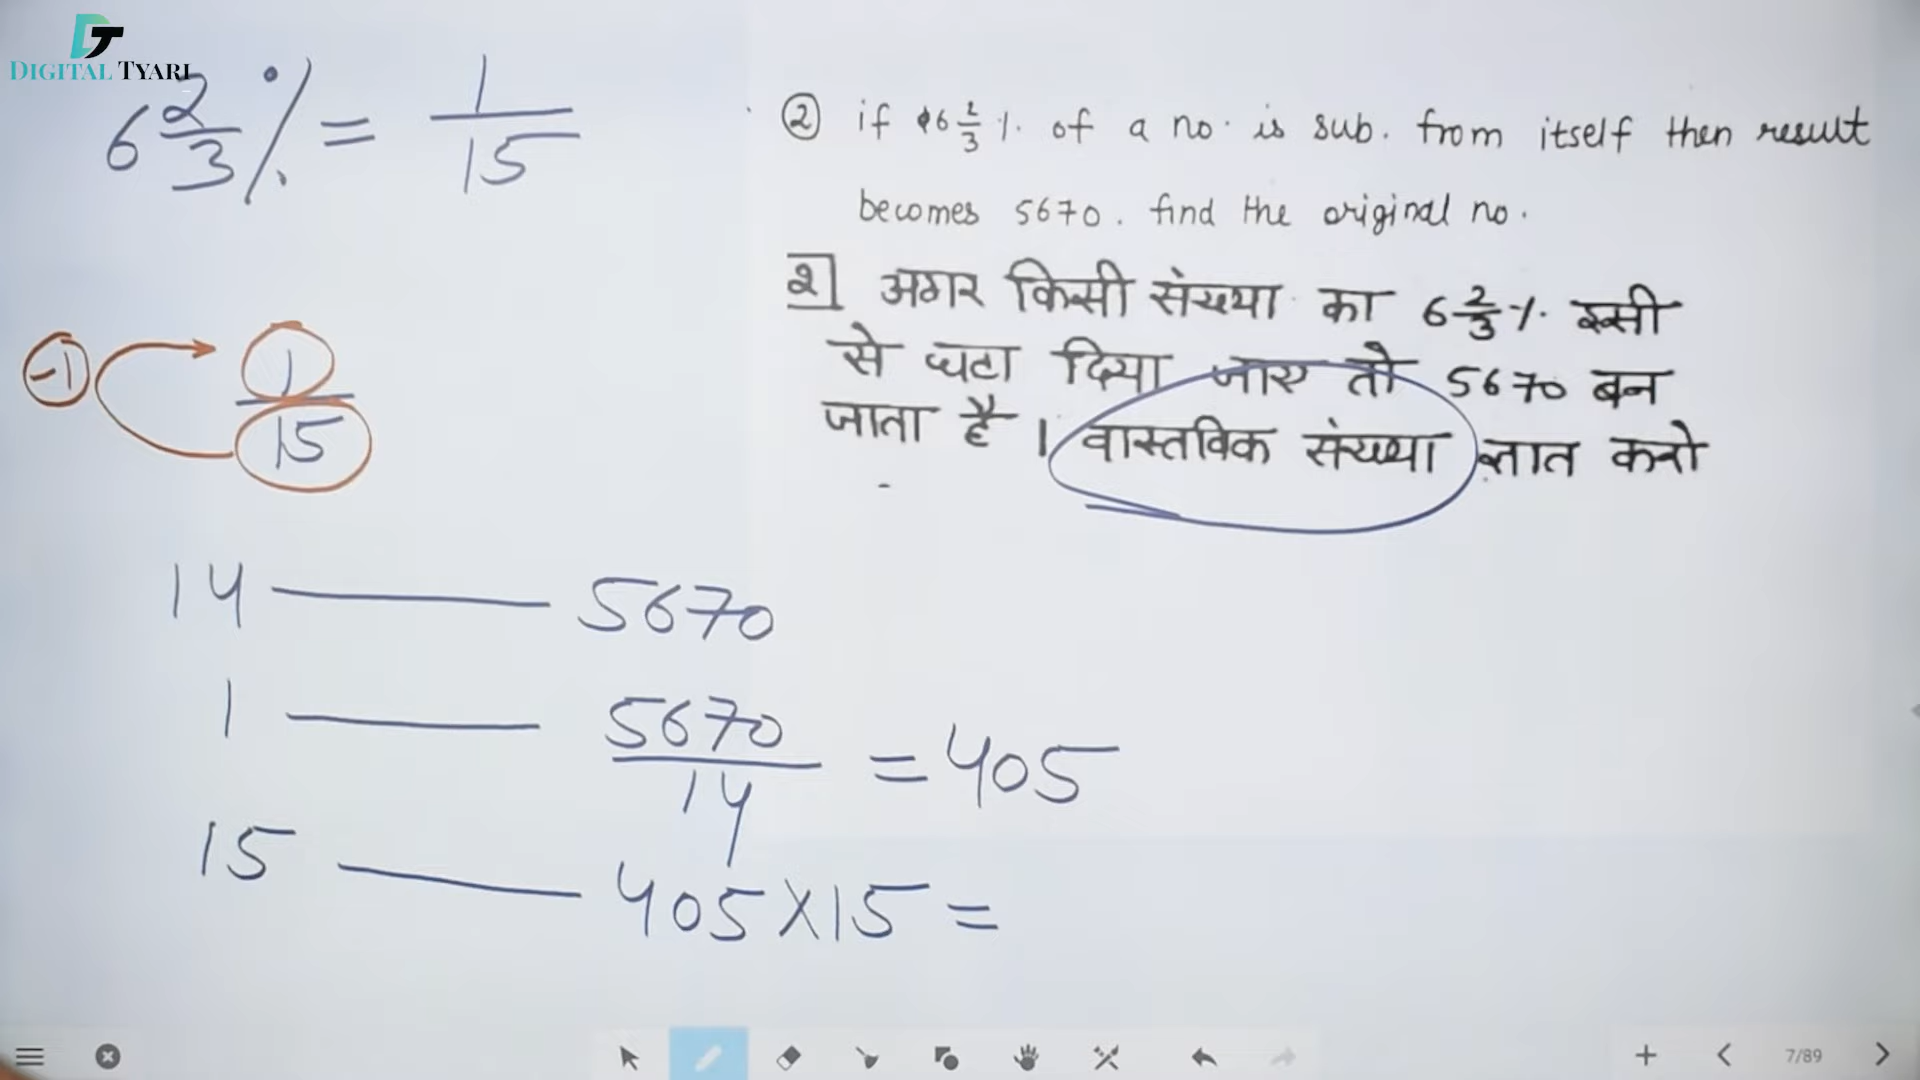 DIGITAL TYARI
6 2/3 % = 1/15
② if 6 2/3 % of a no. is sub. from itself then result
becomes 5670. find the original no.
२] अगर किसी संख्या का 6 2/3 % इसी
से घटा दिया जाए तो 5670 बन
जाता है । वास्तविक संख्या ज्ञात करो
-1
1/15
14 — 5670
1 — 5670/14 = 405
15 — 405×15 =
7/89